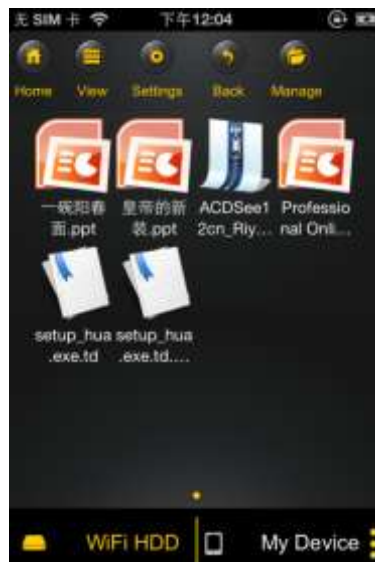 无 SIM 卡 下午12:04
Home View Settings Back Manage
一碗阳春
面.ppt
皇帝的新
装.ppt
ACDSee1
2cn_Riy...
Professio
nal Onli...
setup_hua
.exe.td
setup_hua
.exe.td....
WiFi HDD My Device